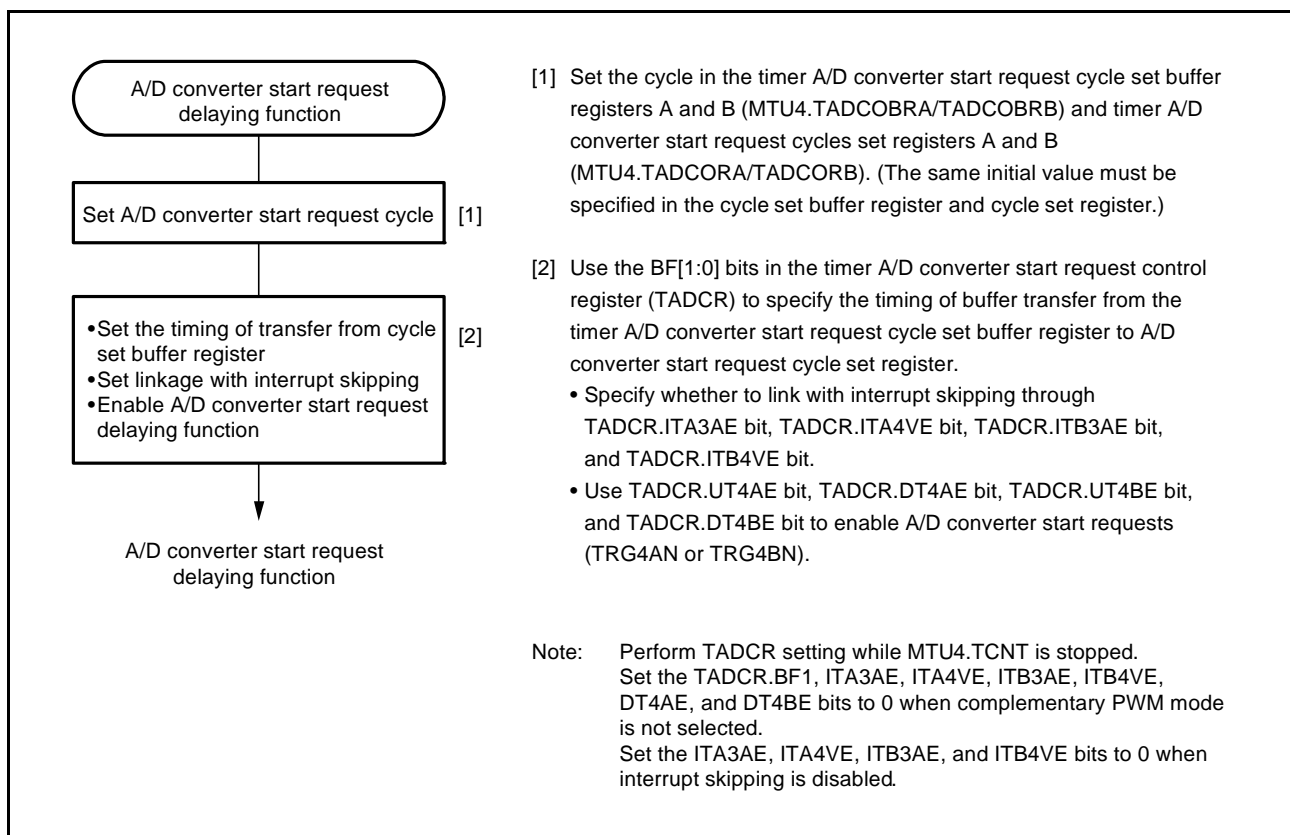 A/D converter start request
delaying function
Set A/D converter start request cycle
[1]
•Set the timing of transfer from cycle
set buffer register
•Set linkage with interrupt skipping
•Enable A/D converter start request
delaying function
[2]
A/D converter start request
delaying function
[1] Set the cycle in the timer A/D converter start request cycle set buffer
registers A and B (MTU4.TADCOBRA/TADCOBRB) and timer A/D
converter start request cycles set registers A and B
(MTU4.TADCORA/TADCORB). (The same initial value must be
specified in the cycle set buffer register and cycle set register.)
[2] Use the BF[1:0] bits in the timer A/D converter start request control
register (TADCR) to specify the timing of buffer transfer from the
timer A/D converter start request cycle set buffer register to A/D
converter start request cycle set register.
• Specify whether to link with interrupt skipping through
TADCR.ITA3AE bit, TADCR.ITA4VE bit, TADCR.ITB3AE bit,
and TADCR.ITB4VE bit.
• Use TADCR.UT4AE bit, TADCR.DT4AE bit, TADCR.UT4BE bit,
and TADCR.DT4BE bit to enable A/D converter start requests
(TRG4AN or TRG4BN).
Note: Perform TADCR setting while MTU4.TCNT is stopped.
Set the TADCR.BF1, ITA3AE, ITA4VE, ITB3AE, ITB4VE,
DT4AE, and DT4BE bits to 0 when complementary PWM mode
is not selected.
Set the ITA3AE, ITA4VE, ITB3AE, and ITB4VE bits to 0 when
interrupt skipping is disabled.